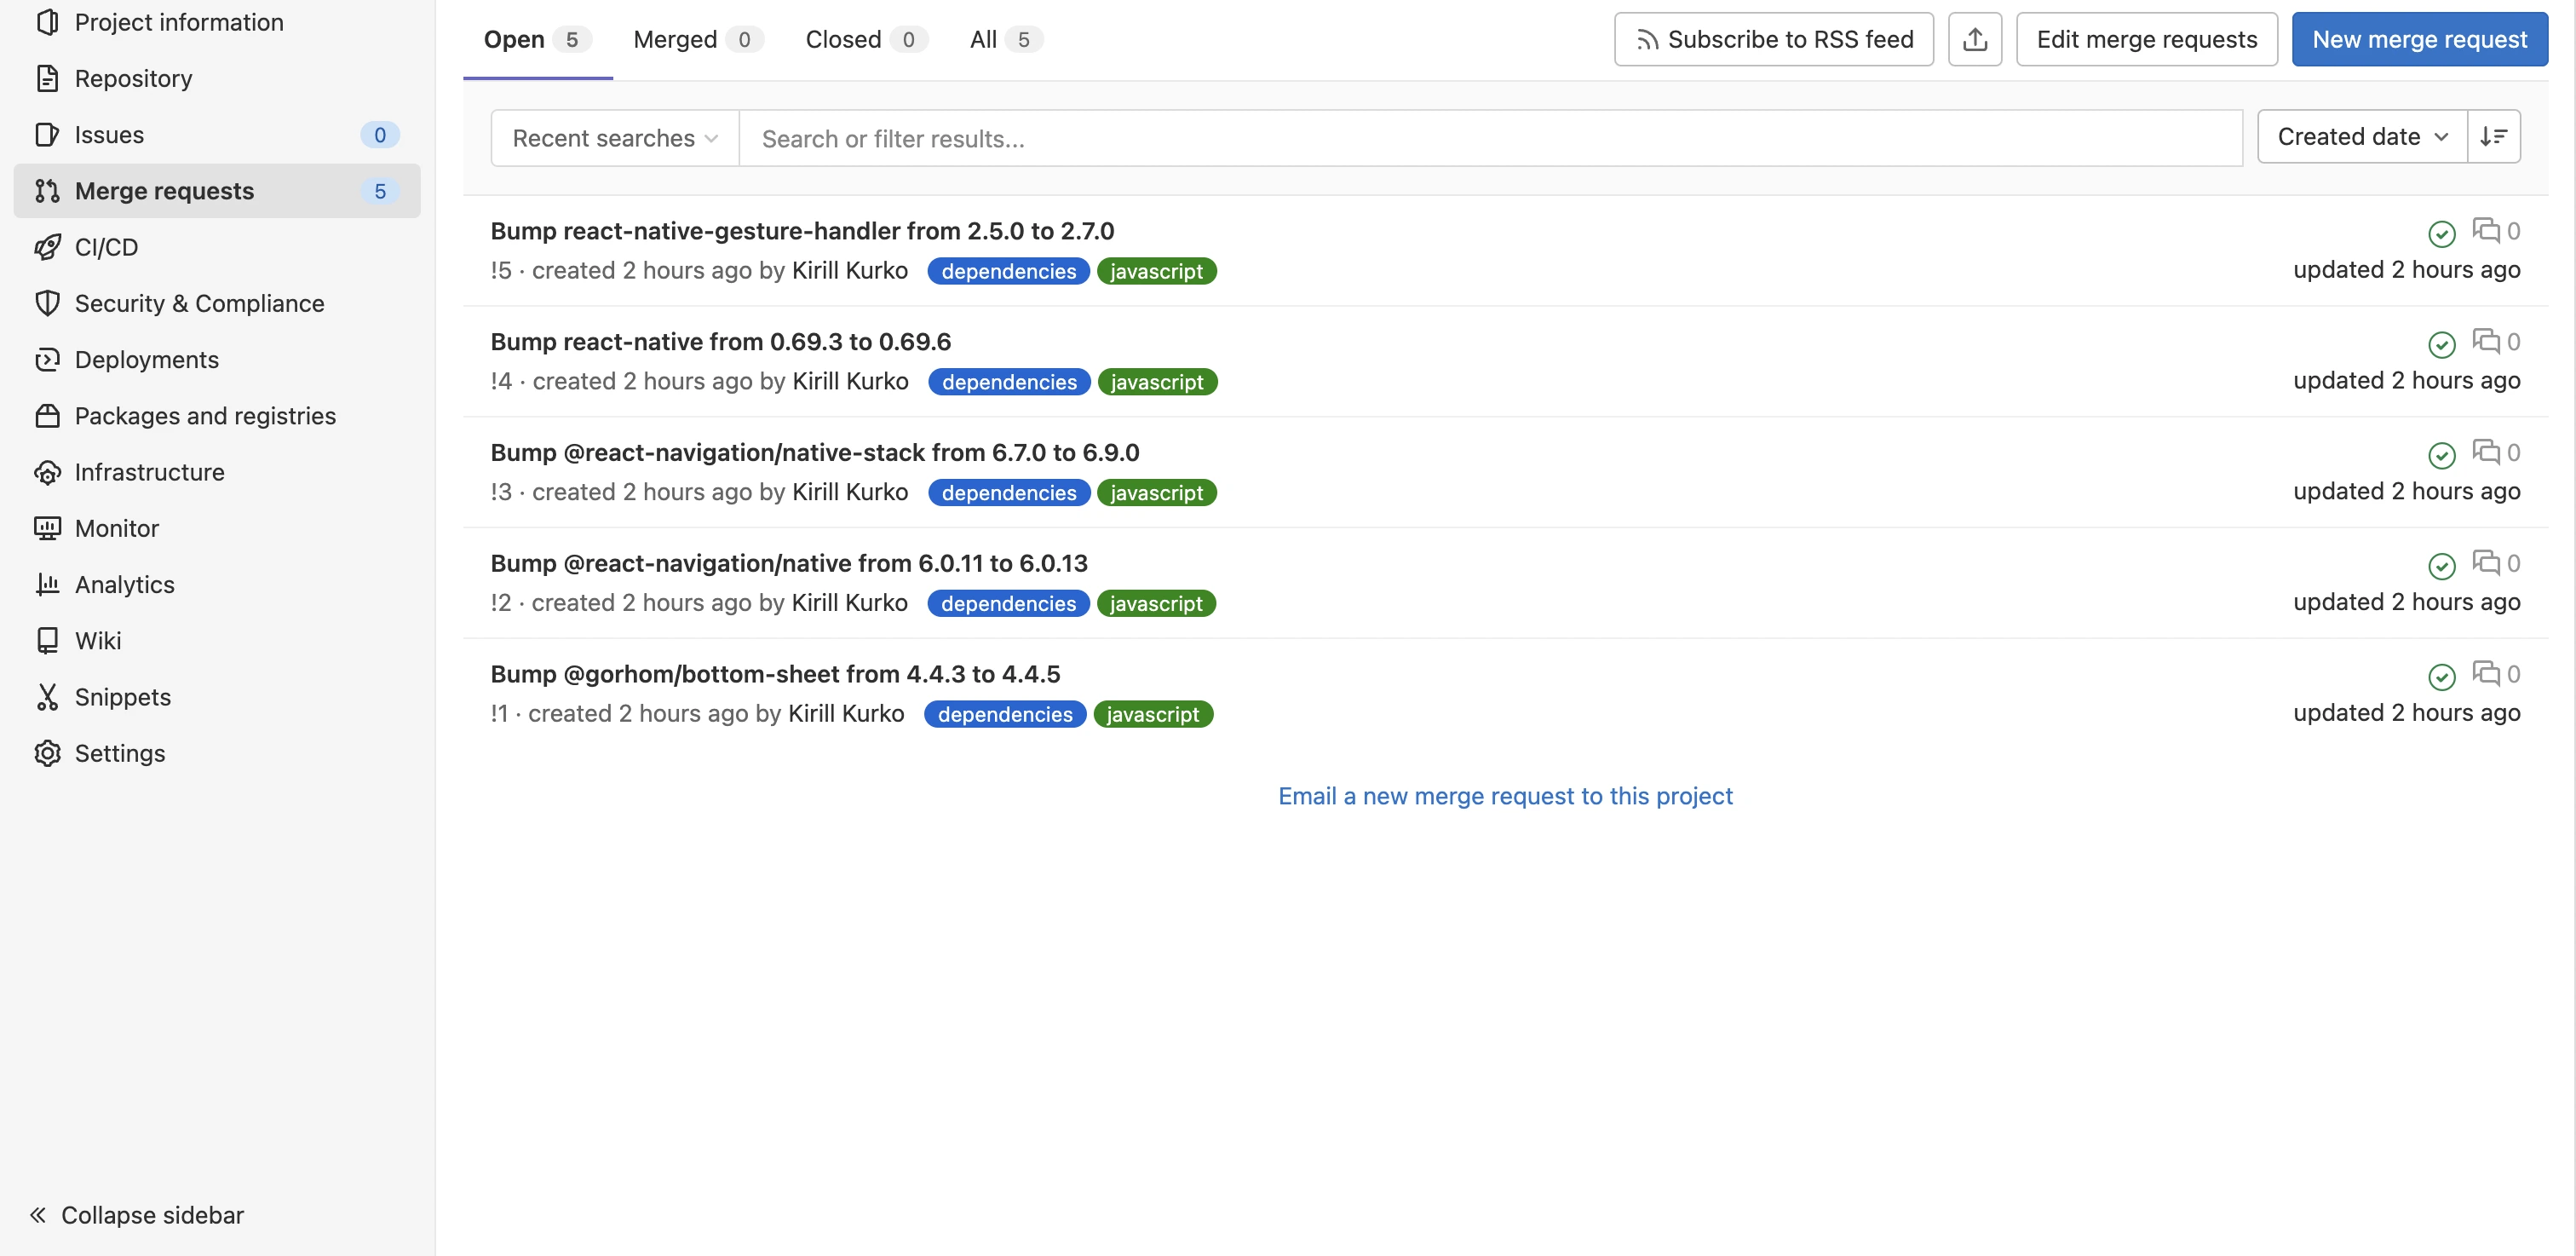 Project information
Repository
Issues 0
Merge requests 5
CI/CD
Security & Compliance
Deployments
Packages and registries
Infrastructure
Monitor
Analytics
Wiki
Snippets
Settings
Collapse sidebar
Open 5 Merged 0 Closed 0 All 5 Subscribe to RSS feed Edit merge requests New merge request
Recent searches Search or filter results... Created date
Bump react-native-gesture-handler from 2.5.0 to 2.7.0 0
!5 · created 2 hours ago by Kirill Kurko dependencies javascript updated 2 hours ago
Bump react-native from 0.69.3 to 0.69.6 0
!4 · created 2 hours ago by Kirill Kurko dependencies javascript updated 2 hours ago
Bump @react-navigation/native-stack from 6.7.0 to 6.9.0 0
!3 · created 2 hours ago by Kirill Kurko dependencies javascript updated 2 hours ago
Bump @react-navigation/native from 6.0.11 to 6.0.13 0
!2 · created 2 hours ago by Kirill Kurko dependencies javascript updated 2 hours ago
Bump @gorhom/bottom-sheet from 4.4.3 to 4.4.5 0
!1 · created 2 hours ago by Kirill Kurko dependencies javascript updated 2 hours ago
Email a new merge request to this project